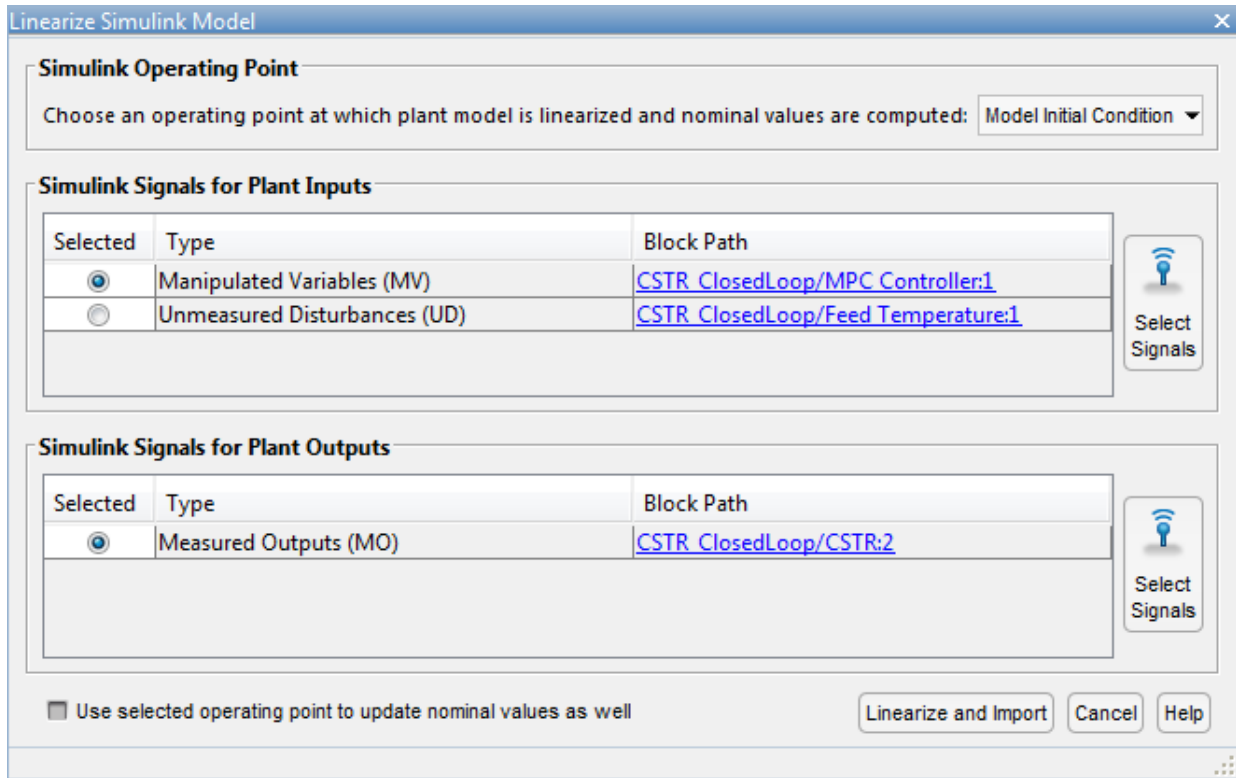 Linearize Simulink Model
Simulink Operating Point
Choose an operating point at which plant model is linearized and nominal values are computed: Model Initial Condition
Simulink Signals for Plant Inputs
Selected Type Block Path
Manipulated Variables (MV) CSTR_ClosedLoop/MPC Controller:1
Unmeasured Disturbances (UD) CSTR_ClosedLoop/Feed Temperature:1
Select
Signals
Simulink Signals for Plant Outputs
Selected Type Block Path
Measured Outputs (MO) CSTR_ClosedLoop/CSTR:2
Select
Signals
Use selected operating point to update nominal values as well Linearize and Import Cancel Help